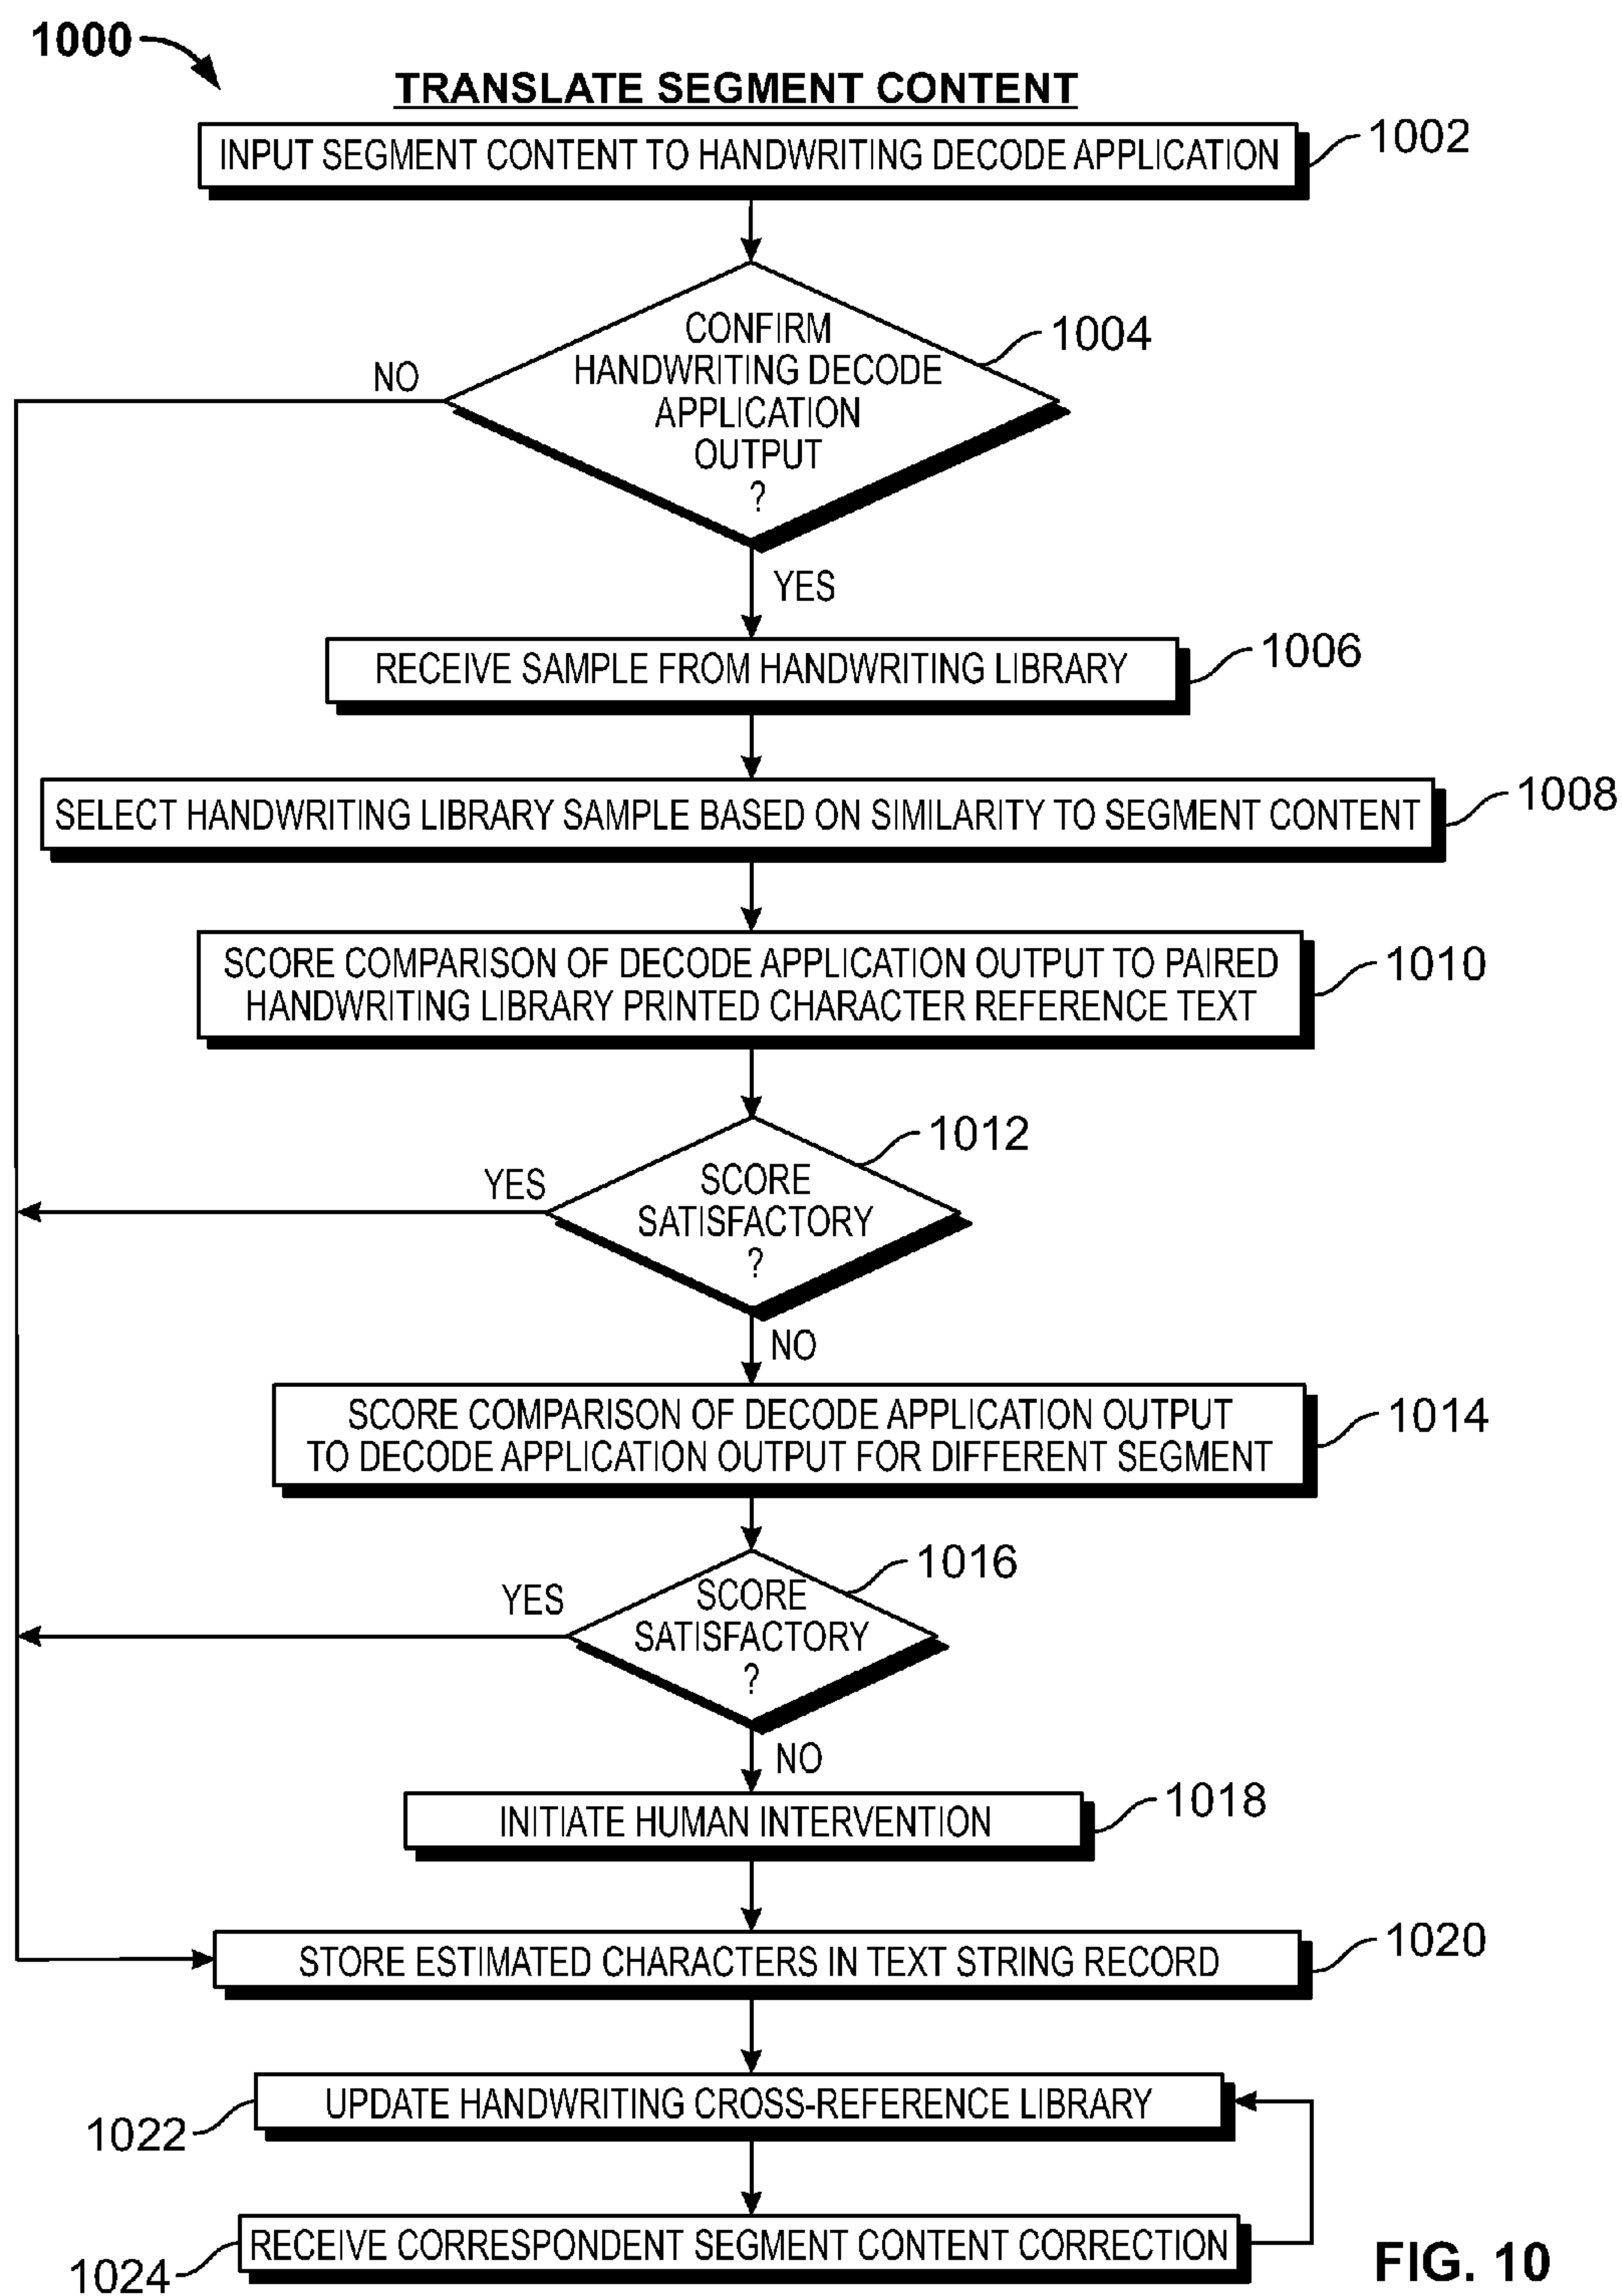 1000
TRANSLATE SEGMENT CONTENT
INPUT SEGMENT CONTENT TO HANDWRITING DECODE APPLICATION
1002
CONFIRM
HANDWRITING DECODE
APPLICATION
OUTPUT
?
1004
NO
YES
RECEIVE SAMPLE FROM HANDWRITING LIBRARY
1006
SELECT HANDWRITING LIBRARY SAMPLE BASED ON SIMILARITY TO SEGMENT CONTENT
1008
SCORE COMPARISON OF DECODE APPLICATION OUTPUT TO PAIRED
HANDWRITING LIBRARY PRINTED CHARACTER REFERENCE TEXT
1010
SCORE
SATISFACTORY
?
1012
YES
NO
SCORE COMPARISON OF DECODE APPLICATION OUTPUT
TO DECODE APPLICATION OUTPUT FOR DIFFERENT SEGMENT
1014
SCORE
SATISFACTORY
?
1016
YES
NO
INITIATE HUMAN INTERVENTION
1018
STORE ESTIMATED CHARACTERS IN TEXT STRING RECORD
1020
UPDATE HANDWRITING CROSS-REFERENCE LIBRARY
1022
RECEIVE CORRESPONDENT SEGMENT CONTENT CORRECTION
1024
FIG. 10